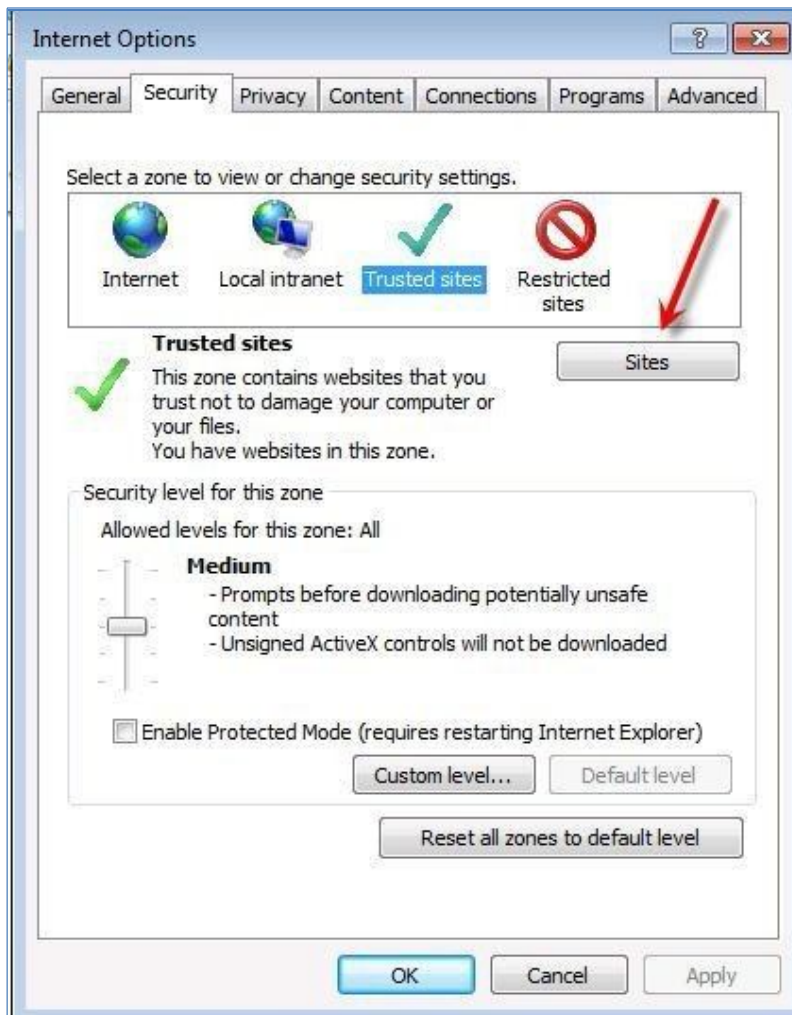 Internet Options
General Security Privacy Content Connections Programs Advanced
Select a zone to view or change security settings.
Internet Local intranet Trusted sites Restricted
sites
Trusted sites
Sites
This zone contains websites that you
trust not to damage your computer or
your files.
You have websites in this zone.
Security level for this zone
Allowed levels for this zone: All
Medium
- Prompts before downloading potentially unsafe
content
- Unsigned ActiveX controls will not be downloaded
Enable Protected Mode (requires restarting Internet Explorer)
Custom level... Default level
Reset all zones to default level
OK Cancel Apply